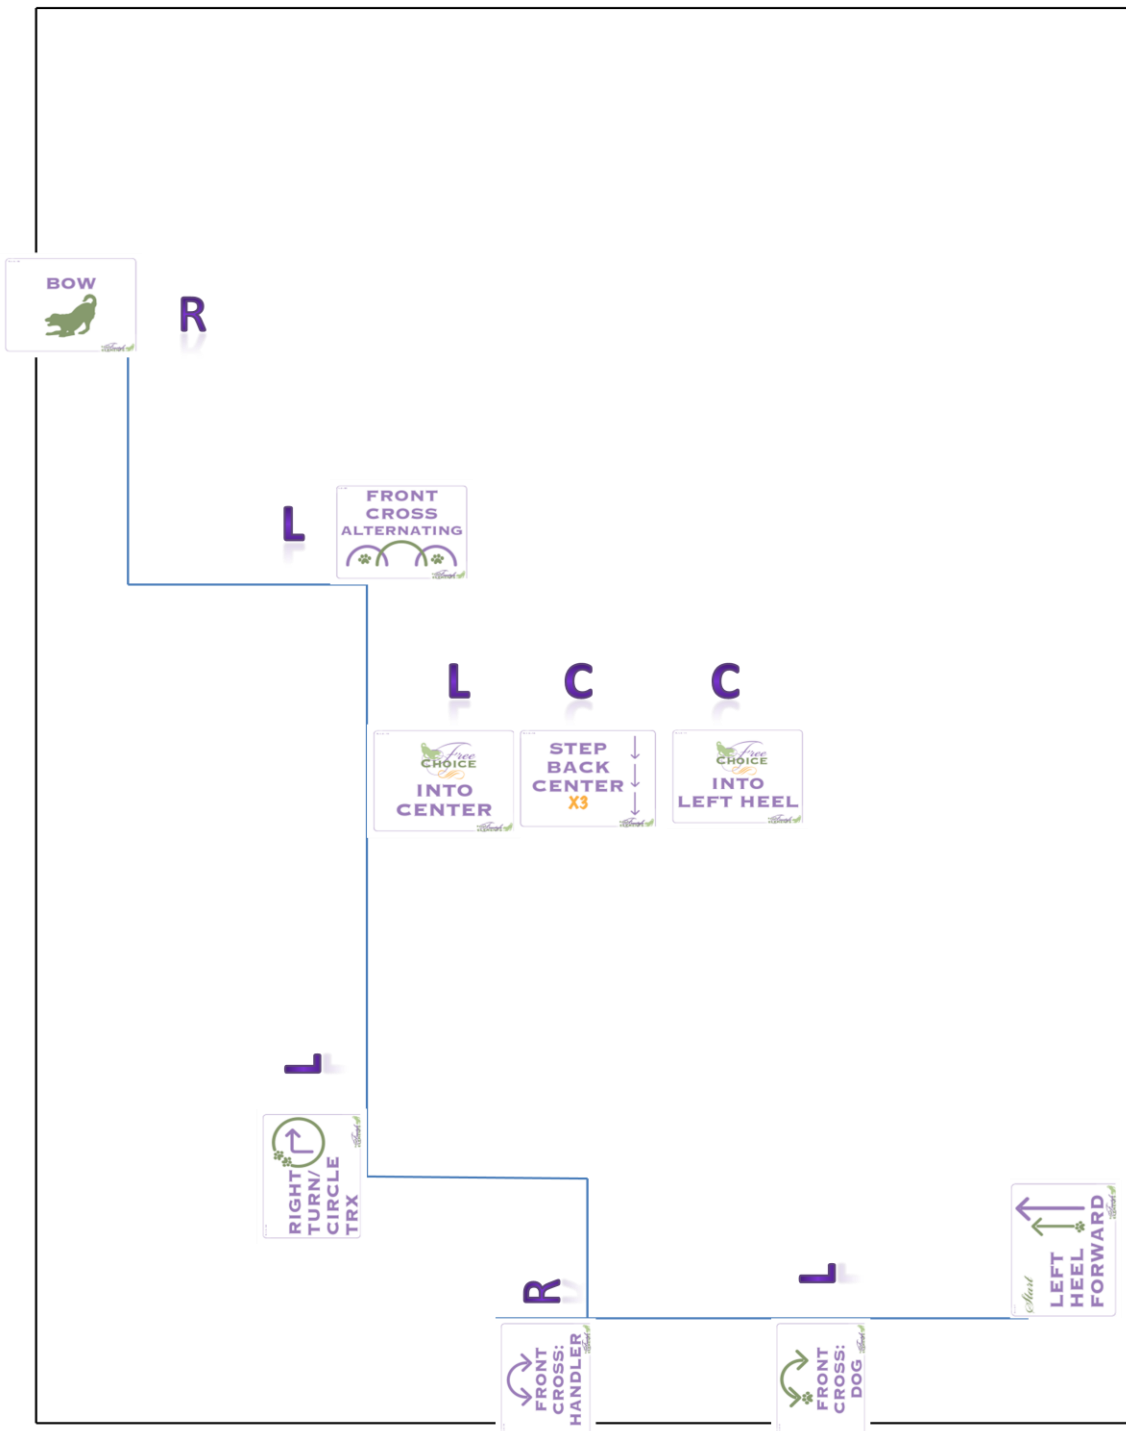 BOW
R
L
FRONT
CROSS
ALTERNATING
L
C
C
Free
CHOICE
INTO
CENTER
STEP
BACK
CENTER
X3
Free
CHOICE
INTO
LEFT HEEL
L
RIGHT
TURN/
CIRCLE
TRX
R
L
Start
LEFT
HEEL
FORWARD
FRONT
CROSS:
HANDLER
FRONT
CROSS:
DOG